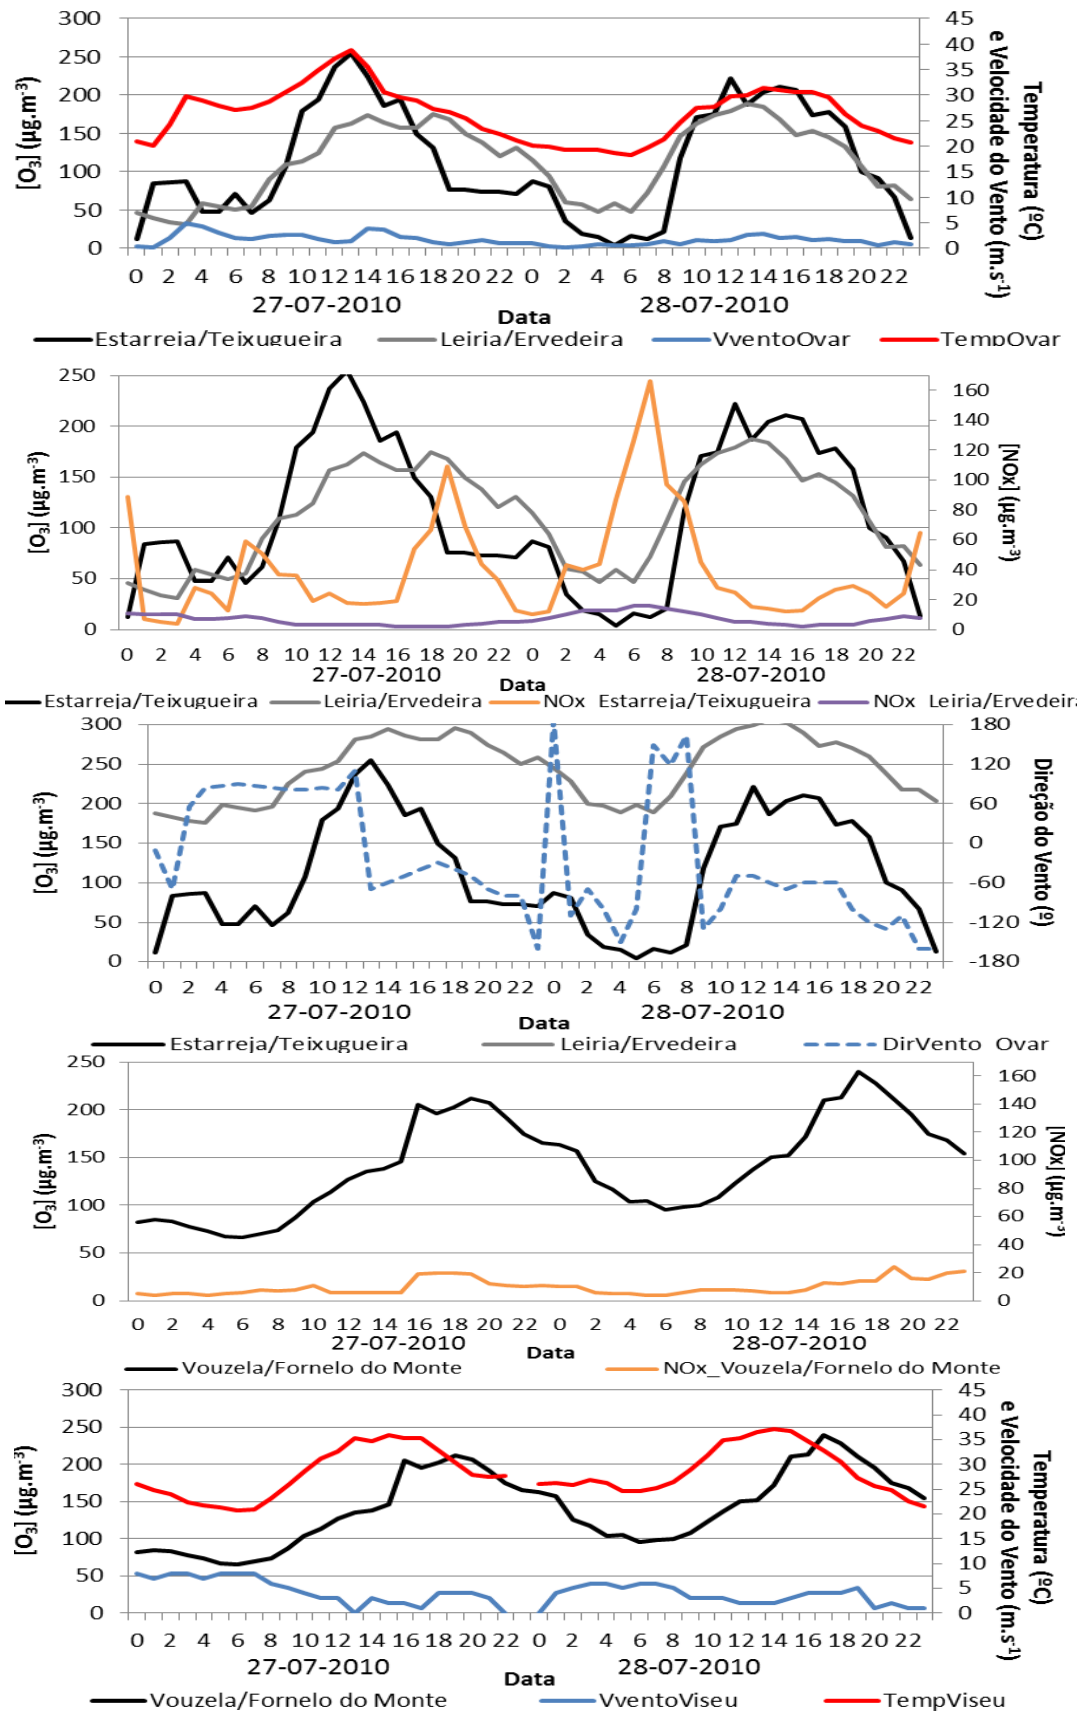 300 250 200 150 100 50 0
[O3] (µg.m-3)
45 40 35 30 25 20 15 10 5 0
Temperatura (ºC)
e Velocidade do Vento (m.s-1)
0 2 4 6 8 10 12 14 16 18 20 22 0 2 4 6 8 10 12 14 16 18 20 22
27-07-2010 28-07-2010
Data
Estarreja/Teixugueira Leiria/Ervedeira VventoOvar TempOvar
250 200 150 100 50 0
[O3] (µg.m-3)
160 140 120 100 80 60 40 20 0
[NOx] (µg.m-3)
0 2 4 6 8 10 12 14 16 18 20 22 0 2 4 6 8 10 12 14 16 18 20 22
27-07-2010 28-07-2010
Data
Estarreja/Teixugueira Leiria/Ervedeira NOx_Estarreja/Teixugueira NOx_Leiria/Ervedeira
300 250 200 150 100 50 0
[O3] (µg.m-3)
180 120 60 0 -60 -120 -180
Direção do Vento (º)
0 2 4 6 8 10 12 14 16 18 20 22 0 2 4 6 8 10 12 14 16 18 20 22
27-07-2010 28-07-2010
Data
Estarreja/Teixugueira Leiria/Ervedeira DirVento_Ovar
250 200 150 100 50 0
[O3] (µg.m-3)
160 140 120 100 80 60 40 20 0
[NOx] (µg.m-3)
0 2 4 6 8 10 12 14 16 18 20 22 0 2 4 6 8 10 12 14 16 18 20 22
27-07-2010 28-07-2010
Data
Vouzela/Fornelo do Monte NOx_Vouzela/Fornelo do Monte
300 250 200 150 100 50 0
[O3] (µg.m-3)
45 40 35 30 25 20 15 10 5 0
Temperatura (ºC)
e Velocidade do Vento (m.s-1)
0 2 4 6 8 10 12 14 16 18 20 22 0 2 4 6 8 10 12 14 16 18 20 22
27-07-2010 28-07-2010
Data
Vouzela/Fornelo do Monte VventoViseu TempViseu